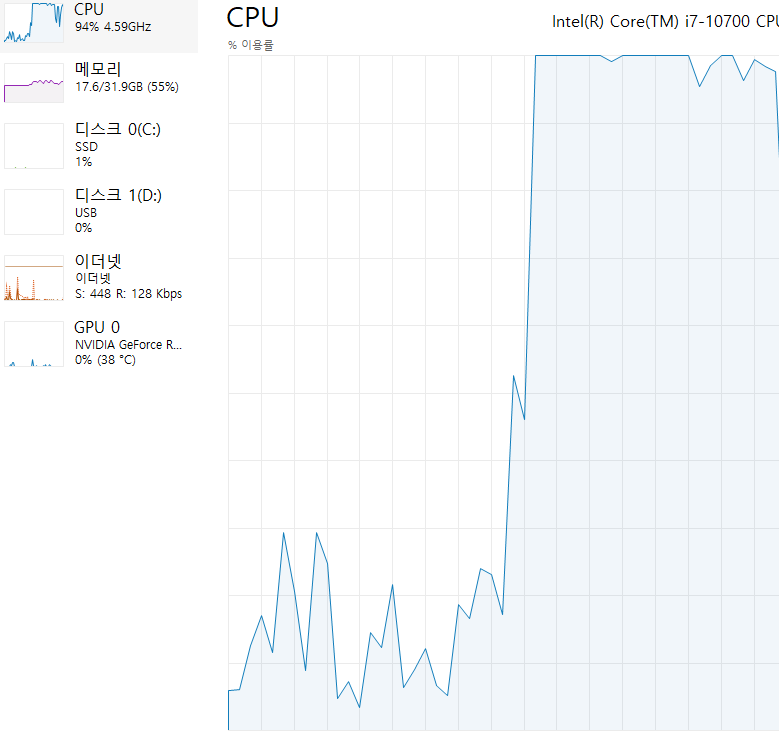 CPU
94% 4.59GHz
메모리
17.6/31.9GB (55%)
디스크 0(C:)
SSD
1%
디스크 1(D:)
USB
0%
이더넷
이더넷
S: 448 R: 128 Kbps
GPU 0
NVIDIA GeForce R...
0% (38 °C)
CPU
Intel(R) Core(TM) i7-10700 CPU
% 이용률